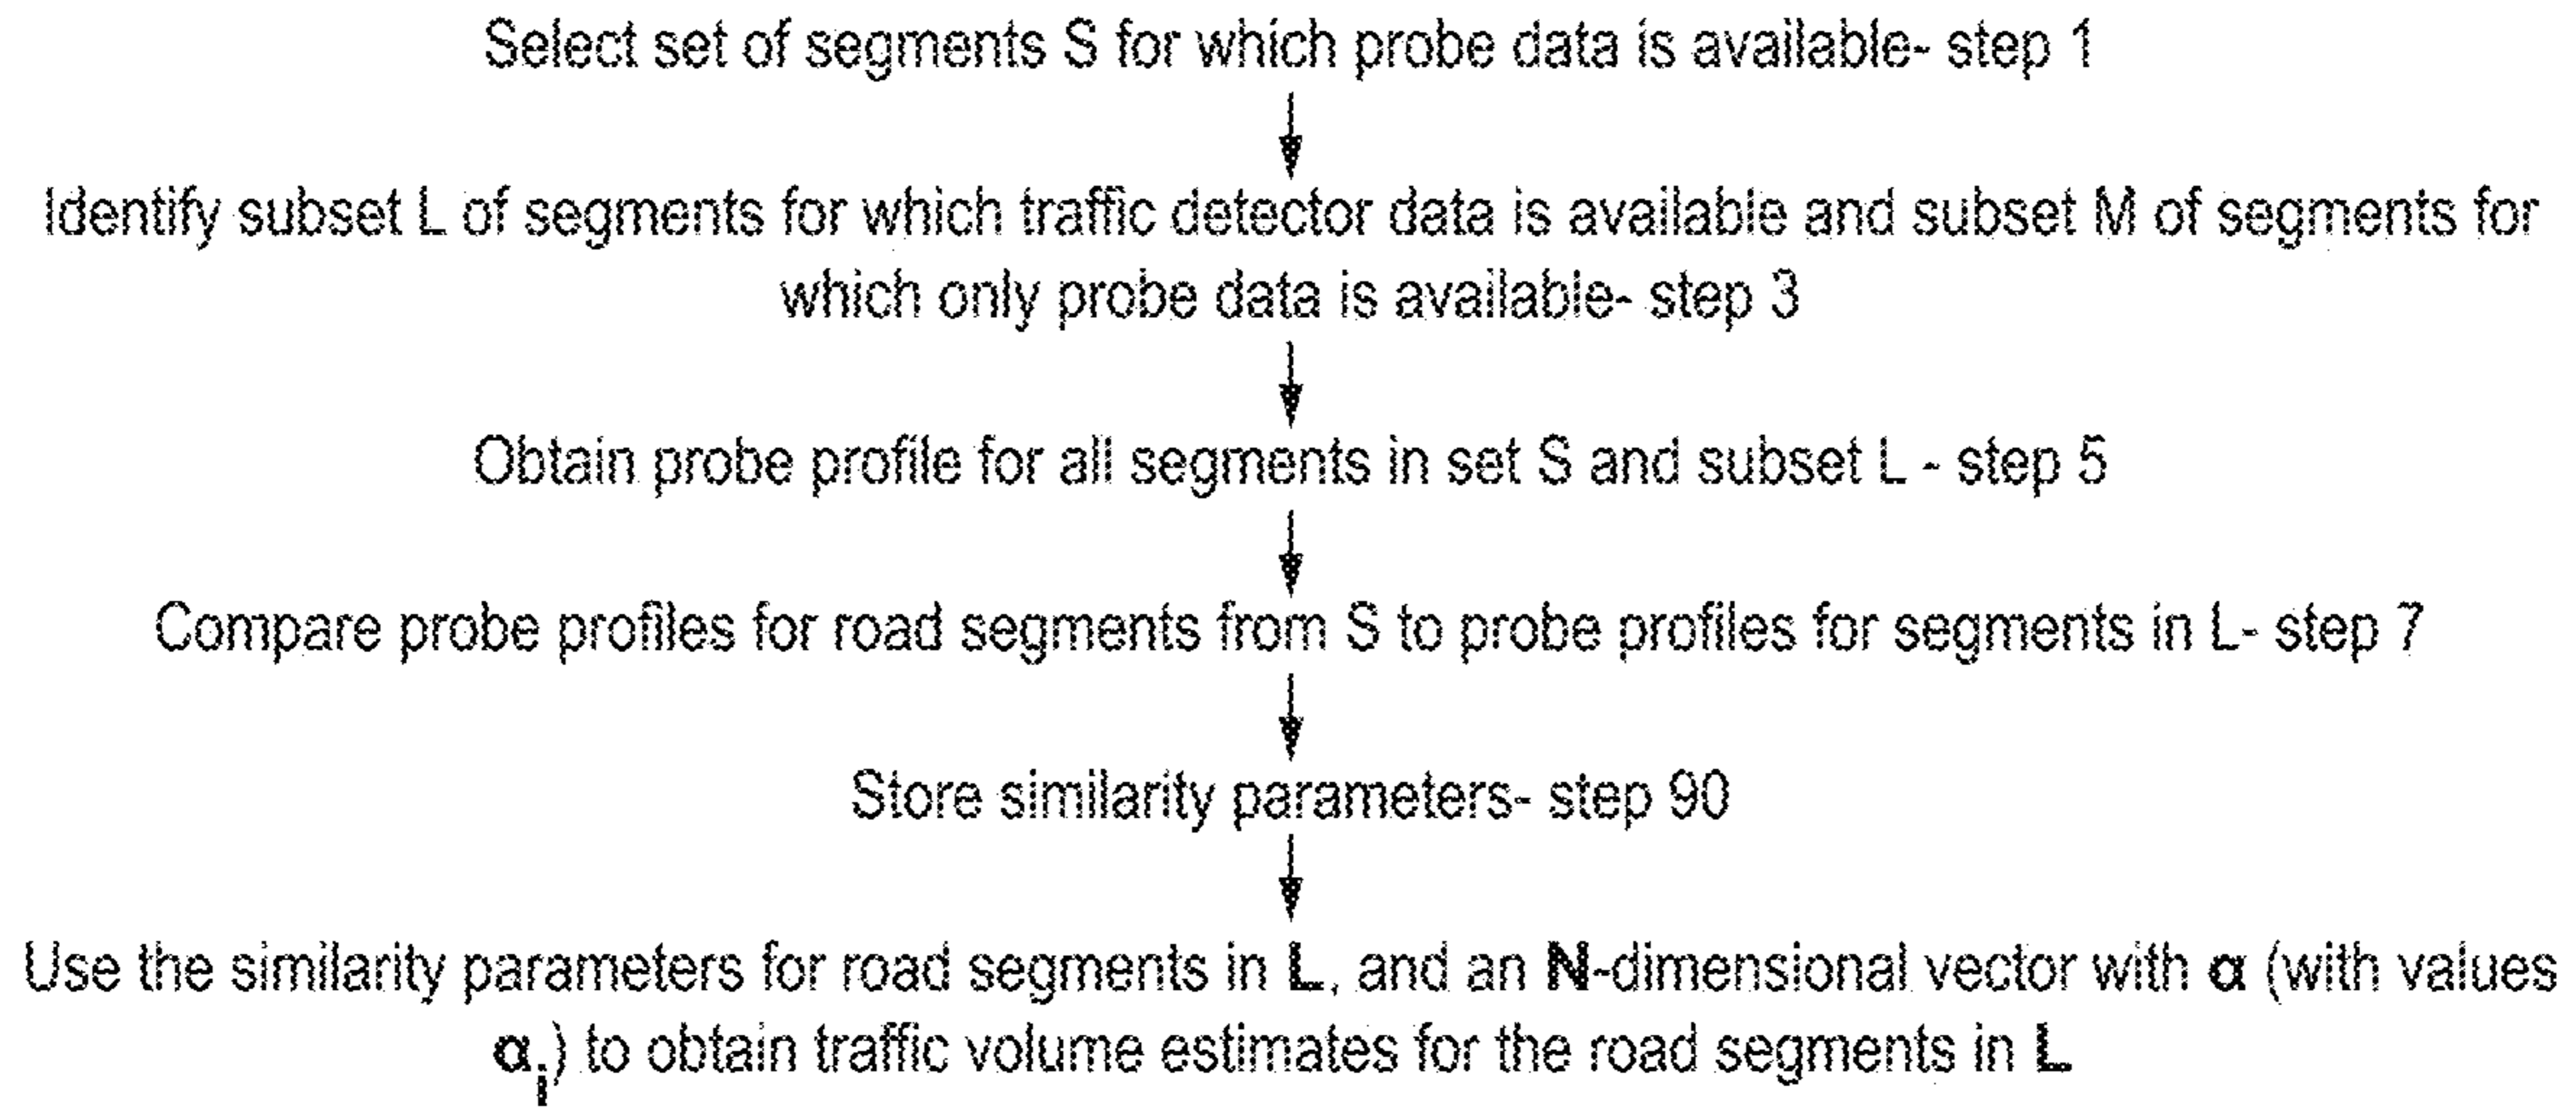 Select set of segments S for which probe data is available- step 1
Identify subset L of segments for which traffic detector data is available and subset M of segments for
which only probe data is available- step 3
Obtain probe profile for all segments in set S and subset L - step 5
Compare probe profiles for road segments from S to probe profiles for segments in L- step 7
Store similarity parameters- step 90
Use the similarity parameters for road segments in L, and an N-dimensional vector with α (with values
αi) to obtain traffic volume estimates for the road segments in L